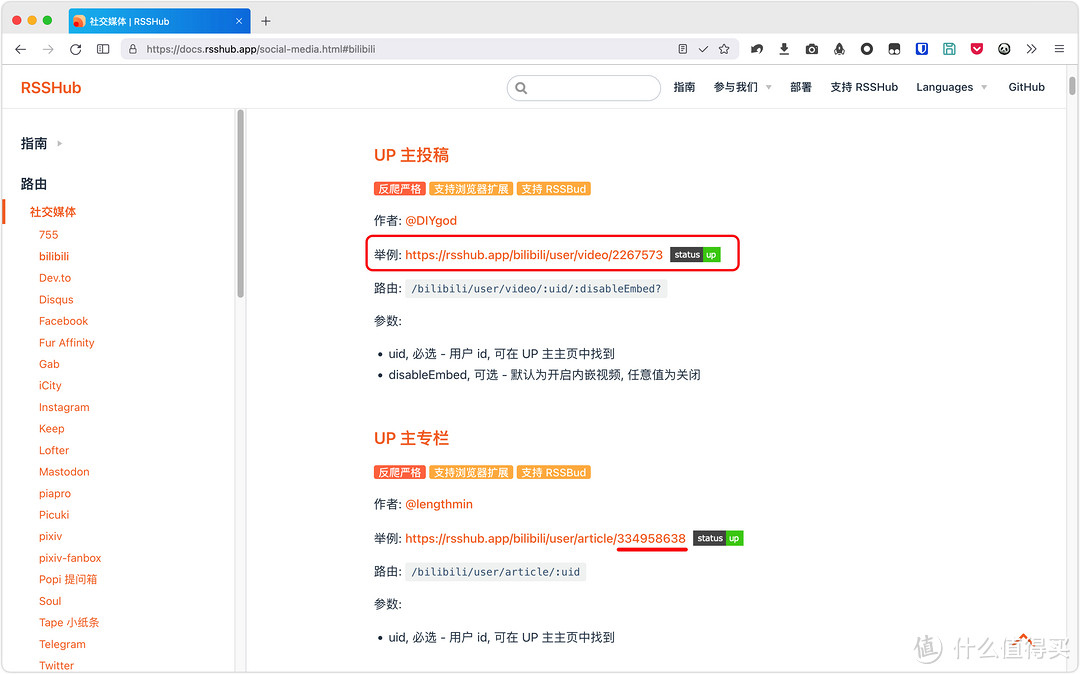 社交媒体 | RSSHub
https://docs.rsshub.app/social-media.html#bilibili
RSSHub
指南
参与我们
部署
支持 RSSHub
Languages
GitHub
指南
路由
社交媒体
755
bilibili
Dev.to
Disqus
Facebook
Fur Affinity
Gab
iCity
Instagram
Keep
Lofter
Mastodon
piapro
Picuki
pixiv
pixiv-fanbox
Popi 提问箱
Soul
Tape 小纸条
Telegram
Twitter
UP 主投稿
反爬严格 支持浏览器扩展 支持 RSSBud
作者: @DIYgod
举例: https://rsshub.app/bilibili/user/video/2267573 status up
路由: /bilibili/user/video/:uid/:disableEmbed?
参数:
• uid, 必选 - 用户 id, 可在 UP 主主页中找到
• disableEmbed, 可选 - 默认为开启内嵌视频, 任意值为关闭
UP 主专栏
反爬严格 支持浏览器扩展 支持 RSSBud
作者: @lengthmin
举例: https://rsshub.app/bilibili/user/article/334958638 status up
路由: /bilibili/user/article/:uid
参数:
• uid, 必选 - 用户 id, 可在 UP 主主页中找到
值 什么值得买